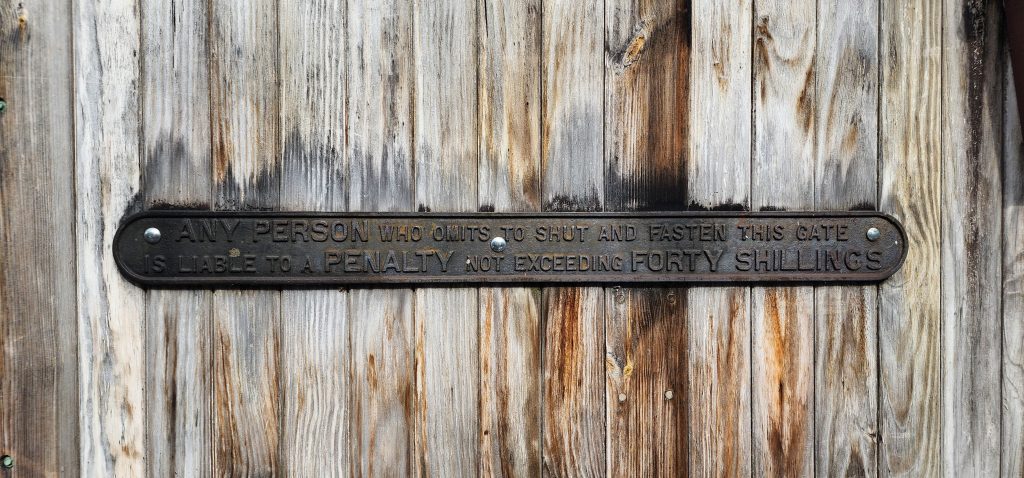 ANY PERSON WHO OMITS TO SHUT AND FASTEN THIS GATE
IS LIABLE TO A PENALTY NOT EXCEEDING FORTY SHILLINGS